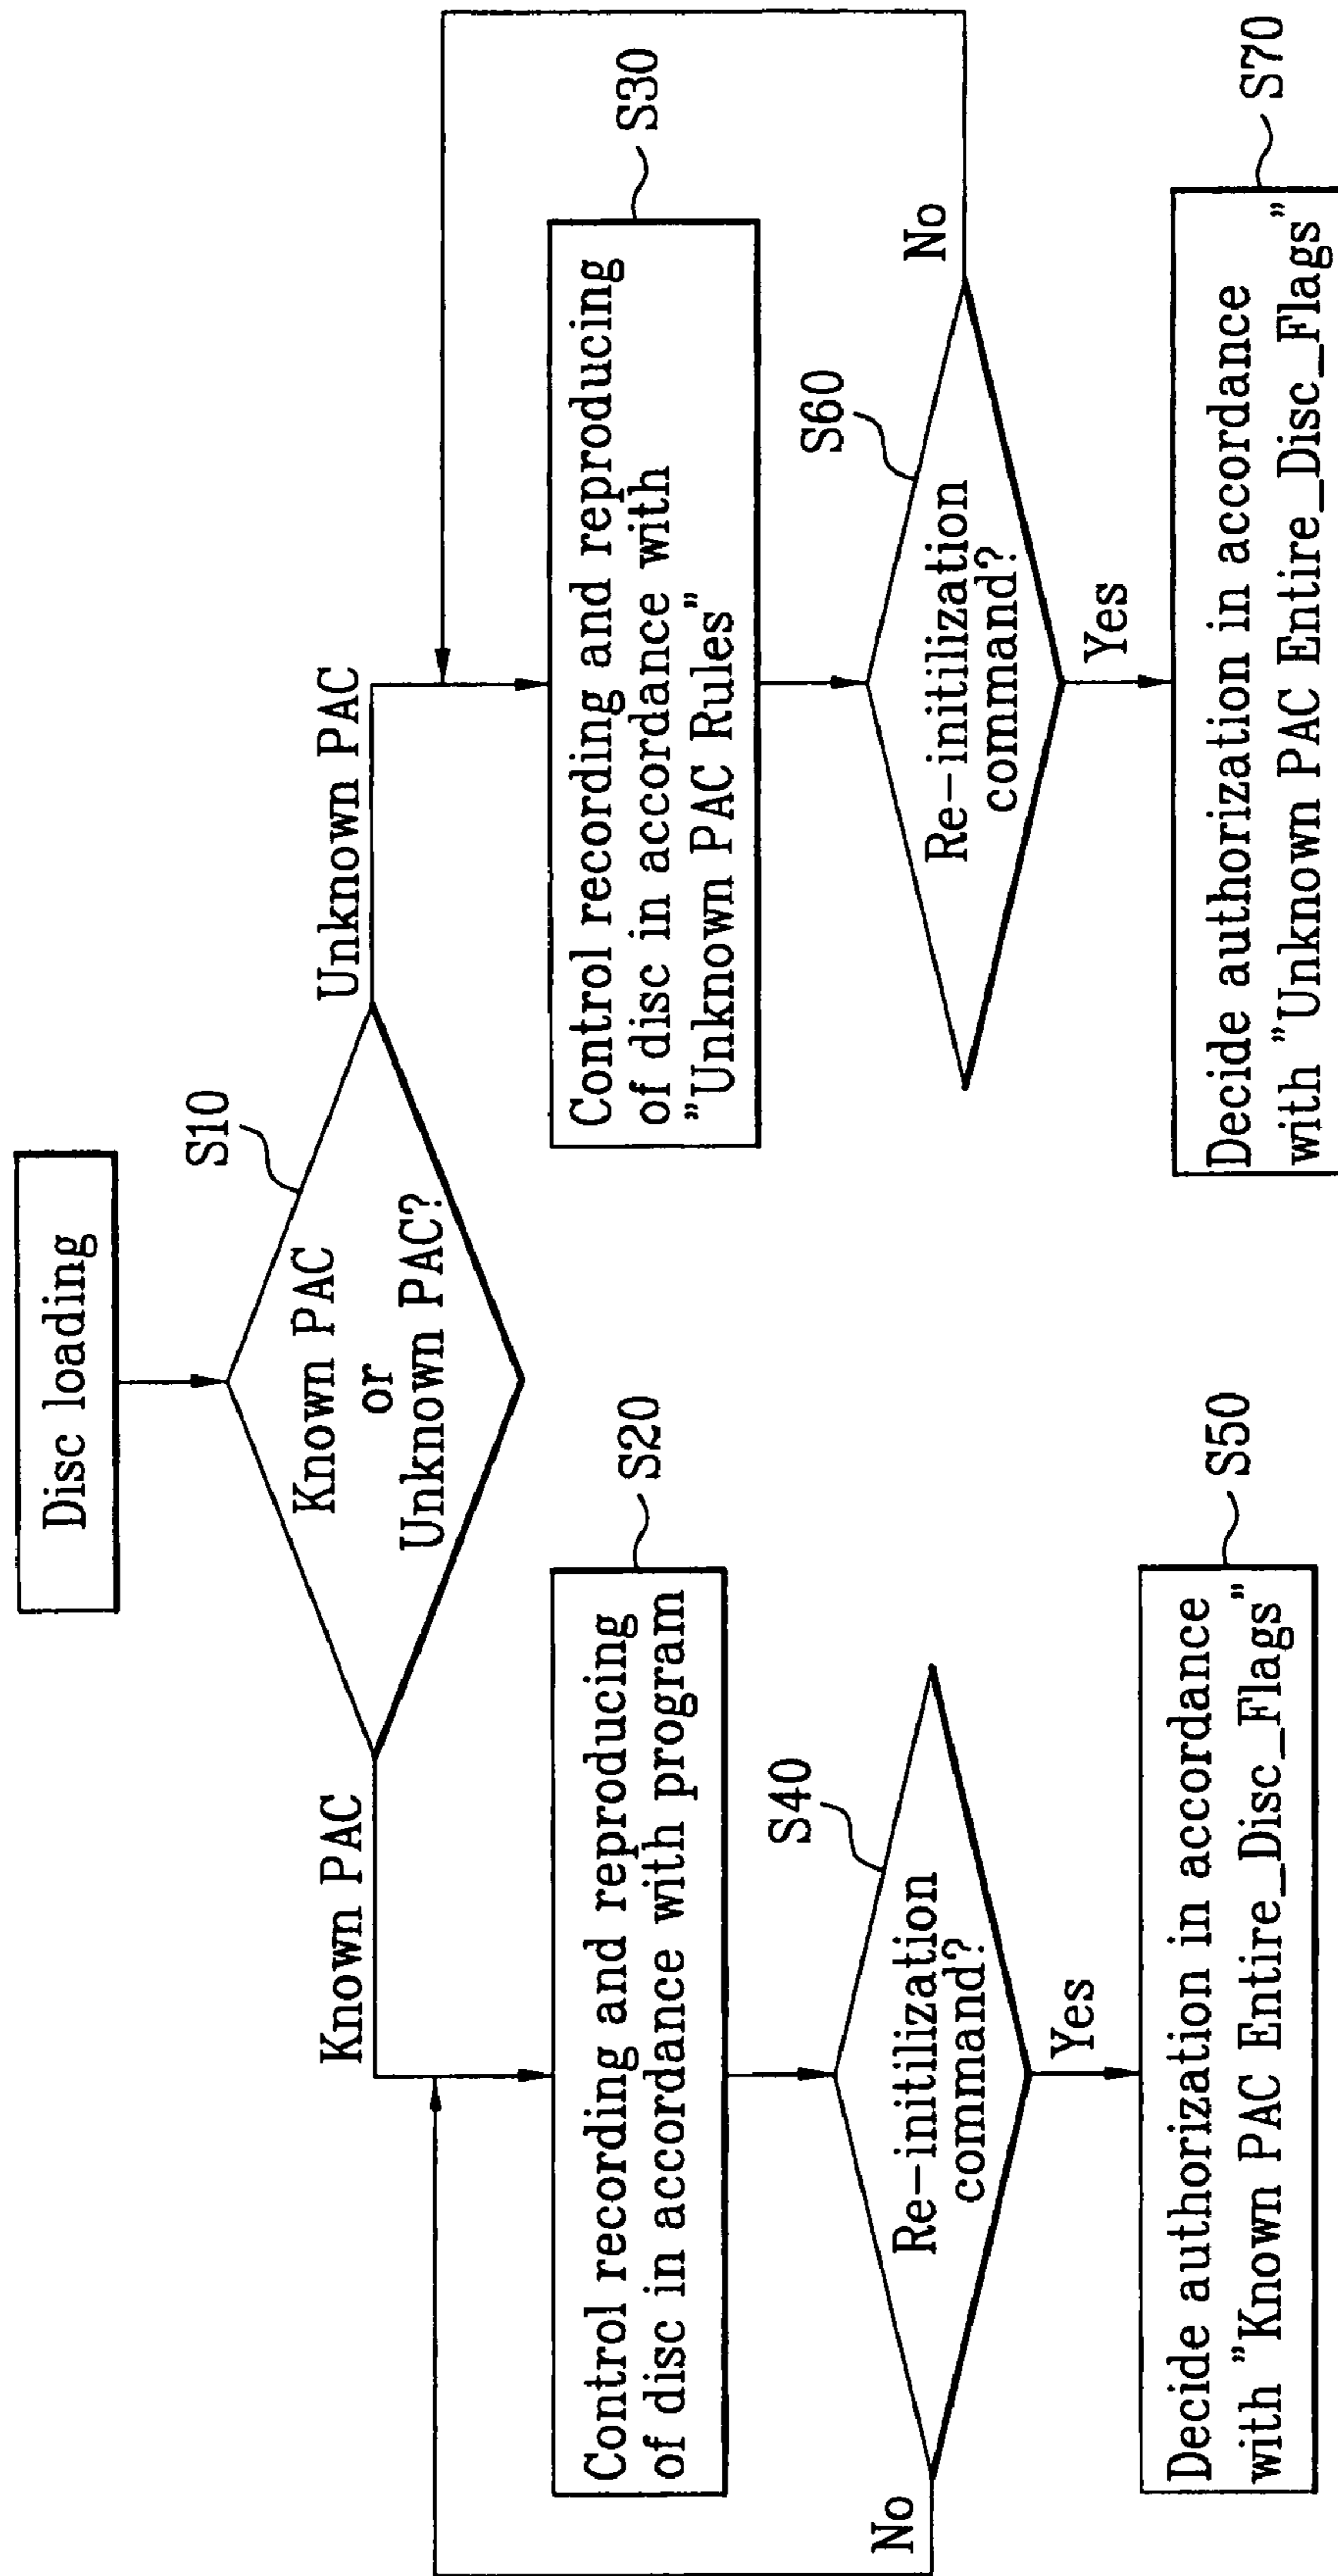 Disc loading
S10
Known PAC
or
Unknown PAC?
Known PAC
Unknown PAC
S20
Control recording and reproducing
of disc in accordance with program
S30
Control recording and reproducing
of disc in accordance with
"Unknown PAC Rules"
S40
Re-initilization
command?
No
Yes
S60
Re-initilization
command?
No
Yes
S50
Decide authorization in accordance
with "Known PAC Entire_Disc_Flags"
S70
Decide authorization in accordance
with "Unknown PAC Entire_Disc_Flags"